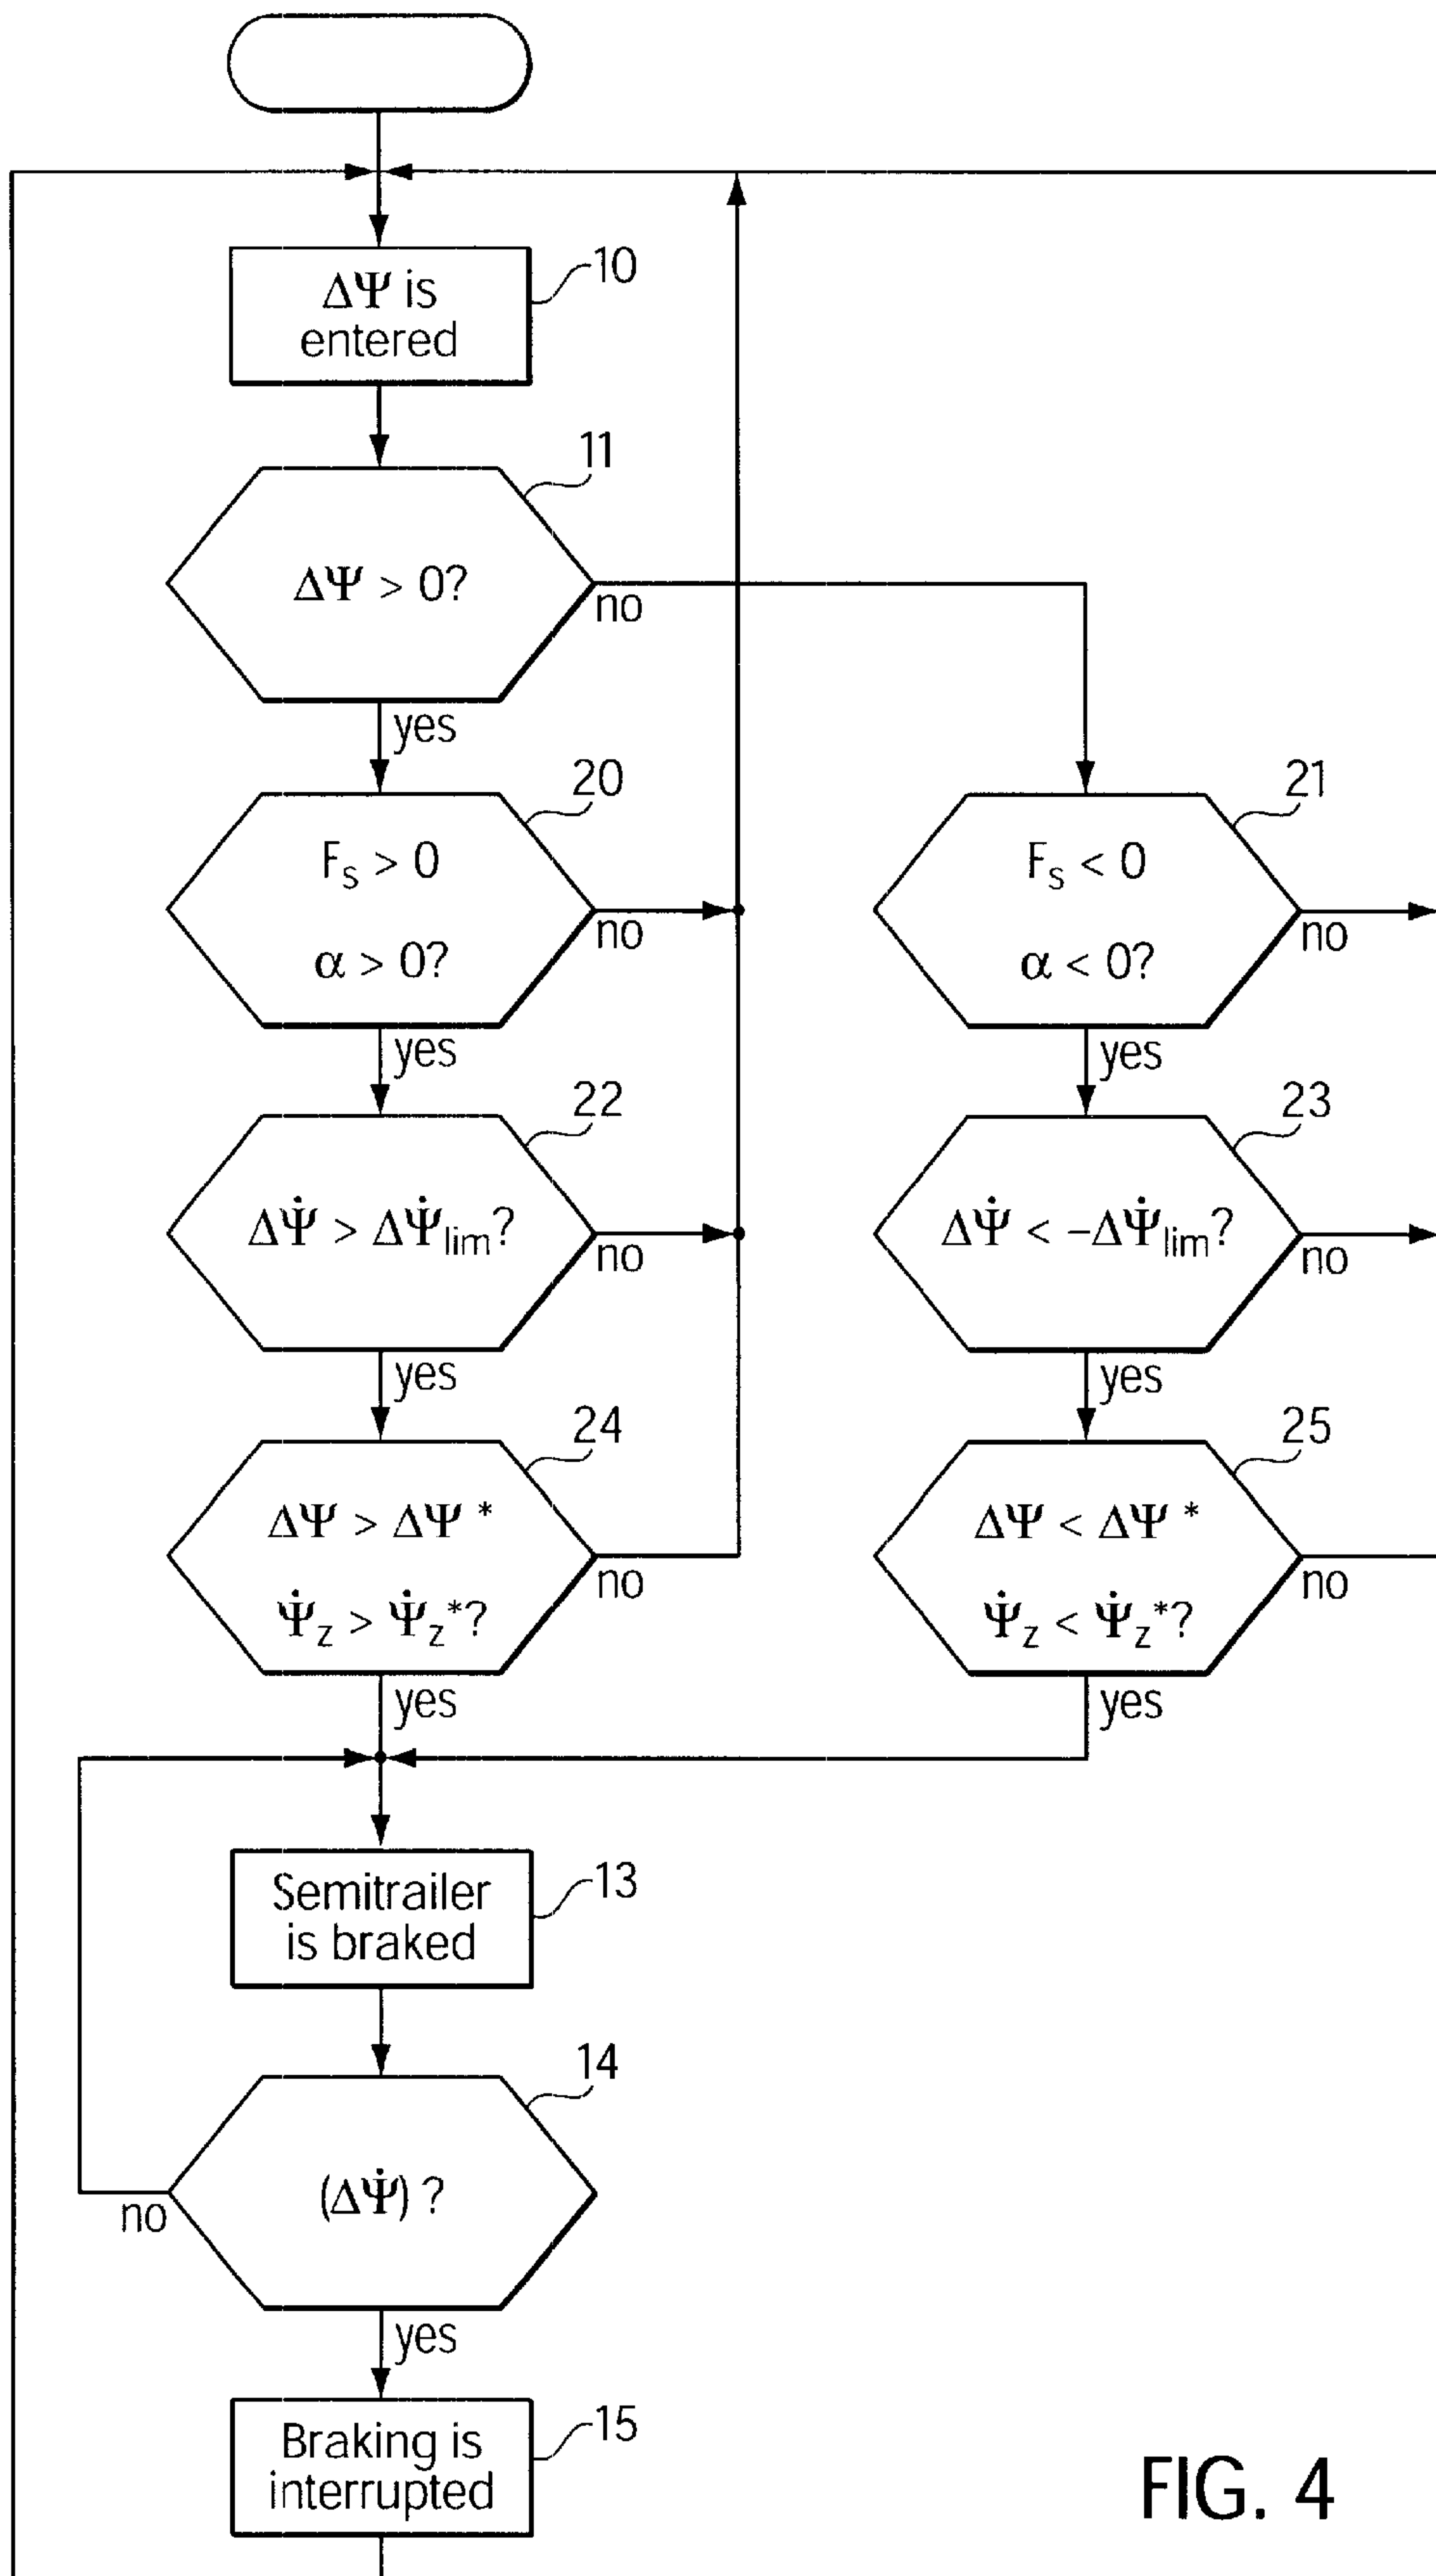 10
ΔΨ is
entered
11
ΔΨ > 0?
no
yes
20
F_s > 0
α > 0?
no
yes
21
F_s < 0
α < 0?
no
yes
22
ΔΨ̇ > ΔΨ̇_lim?
no
yes
23
ΔΨ̇ < −ΔΨ̇_lim?
no
yes
24
ΔΨ > ΔΨ*
Ψ̇_z > Ψ̇_z*?
no
yes
25
ΔΨ < ΔΨ*
Ψ̇_z < Ψ̇_z*?
no
yes
13
Semitrailer
is braked
14
(ΔΨ̇) ?
no
yes
15
Braking is
interrupted
FIG. 4